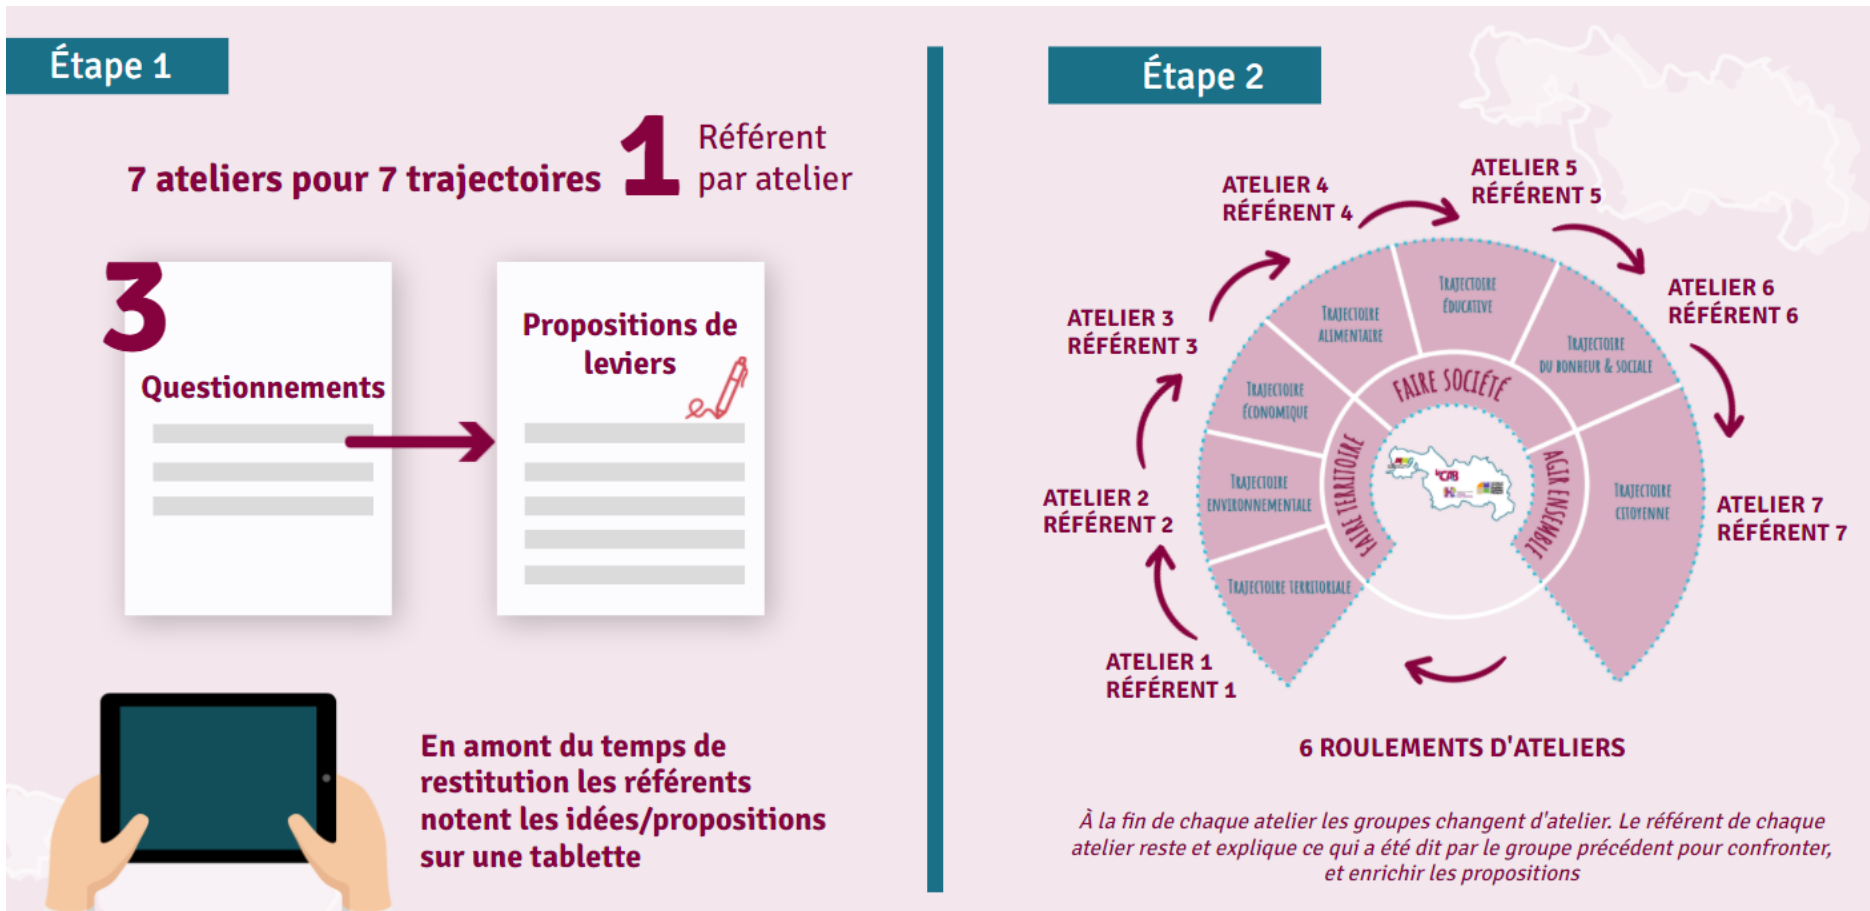 Étape 1
7 ateliers pour 7 trajectoires
1
Référent
par atelier
3
Questionnements
Propositions de
leviers
En amont du temps de
restitution les référents
notent les idées/propositions
sur une tablette
Étape 2
ATELIER 1
RÉFÉRENT 1
ATELIER 2
RÉFÉRENT 2
ATELIER 3
RÉFÉRENT 3
ATELIER 4
RÉFÉRENT 4
ATELIER 5
RÉFÉRENT 5
ATELIER 6
RÉFÉRENT 6
ATELIER 7
RÉFÉRENT 7
TRAJECTOIRE TERRITORIALE
TRAJECTOIRE
ENVIRONNEMENTALE
TRAJECTOIRE
ÉCONOMIQUE
TRAJECTOIRE
ALIMENTAIRE
TRAJECTOIRE
ÉDUCATIVE
TRAJECTOIRE
DU BONHEUR & SOCIALE
TRAJECTOIRE
CITOYENNE
FAIRE TERRITOIRE
FAIRE SOCIÉTÉ
AGIR ENSEMBLE
CAB
6 ROULEMENTS D'ATELIERS
À la fin de chaque atelier les groupes changent d'atelier. Le référent de chaque
atelier reste et explique ce qui a été dit par le groupe précédent pour confronter,
et enrichir les propositions